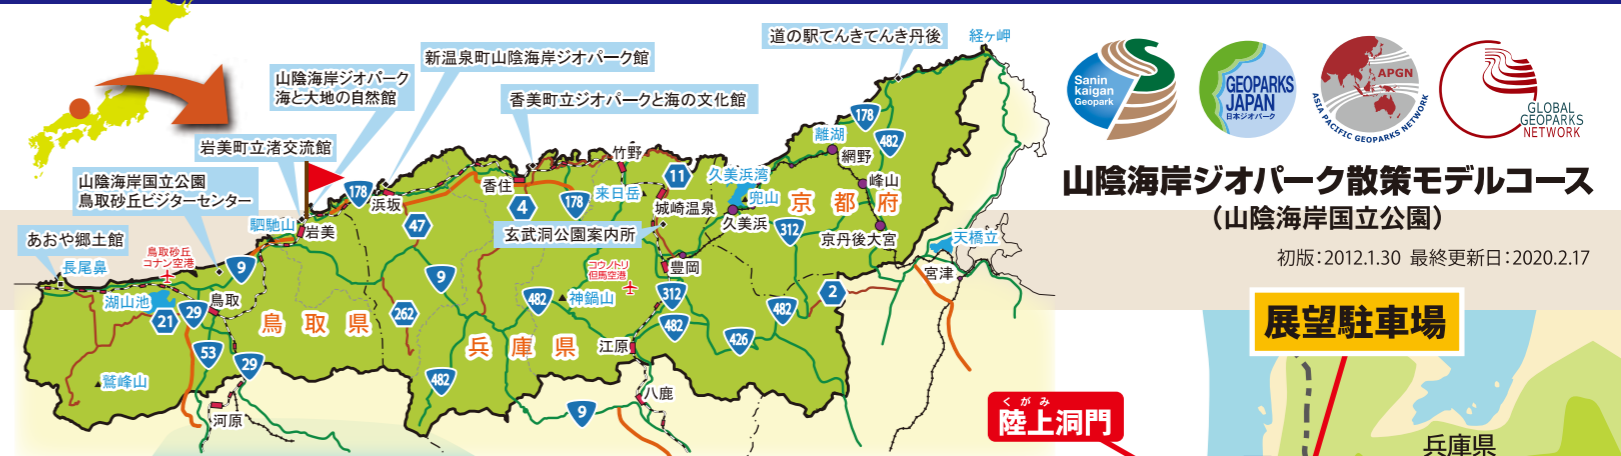 道の駅てんきてんき丹後
経ヶ岬
新温泉町山陰海岸ジオパーク館
山陰海岸ジオパーク
海と大地の自然館
香美町立ジオパークと海の文化館
岩美町立渚交流館
山陰海岸国立公園
鳥取砂丘ビジターセンター
あおや郷土館
長尾鼻
鳥取砂丘
コナン空港
駟馳山
岩美
178
浜坂
香住
竹野
来日岳
11
城崎温泉
久美浜湾
兜山
久美浜
離湖
網野
178
482
峰山
京都府
312
京丹後大宮
天橋立
宮津
4
178
47
玄武洞公園案内所
豊岡
コウノトリ
但馬空港
9
9
湖山池
鳥取
21
29
鳥取県
262
482
神鍋山
312
2
482
482
426
兵庫県
江原
53
29
482
鷲峰山
河原
9
八鹿
Sanin
kaigan
Geopark
GEOPARKS
JAPAN
日本ジオパーク
APGN
ASIA PACIFIC GEOPARKS NETWORK
GLOBAL
GEOPARKS
NETWORK
山陰海岸ジオパーク散策モデルコース
（山陰海岸国立公園）
初版：2012.1.30 最終更新日：2020.2.17
展望駐車場
くがみ
陸上洞門
兵庫県